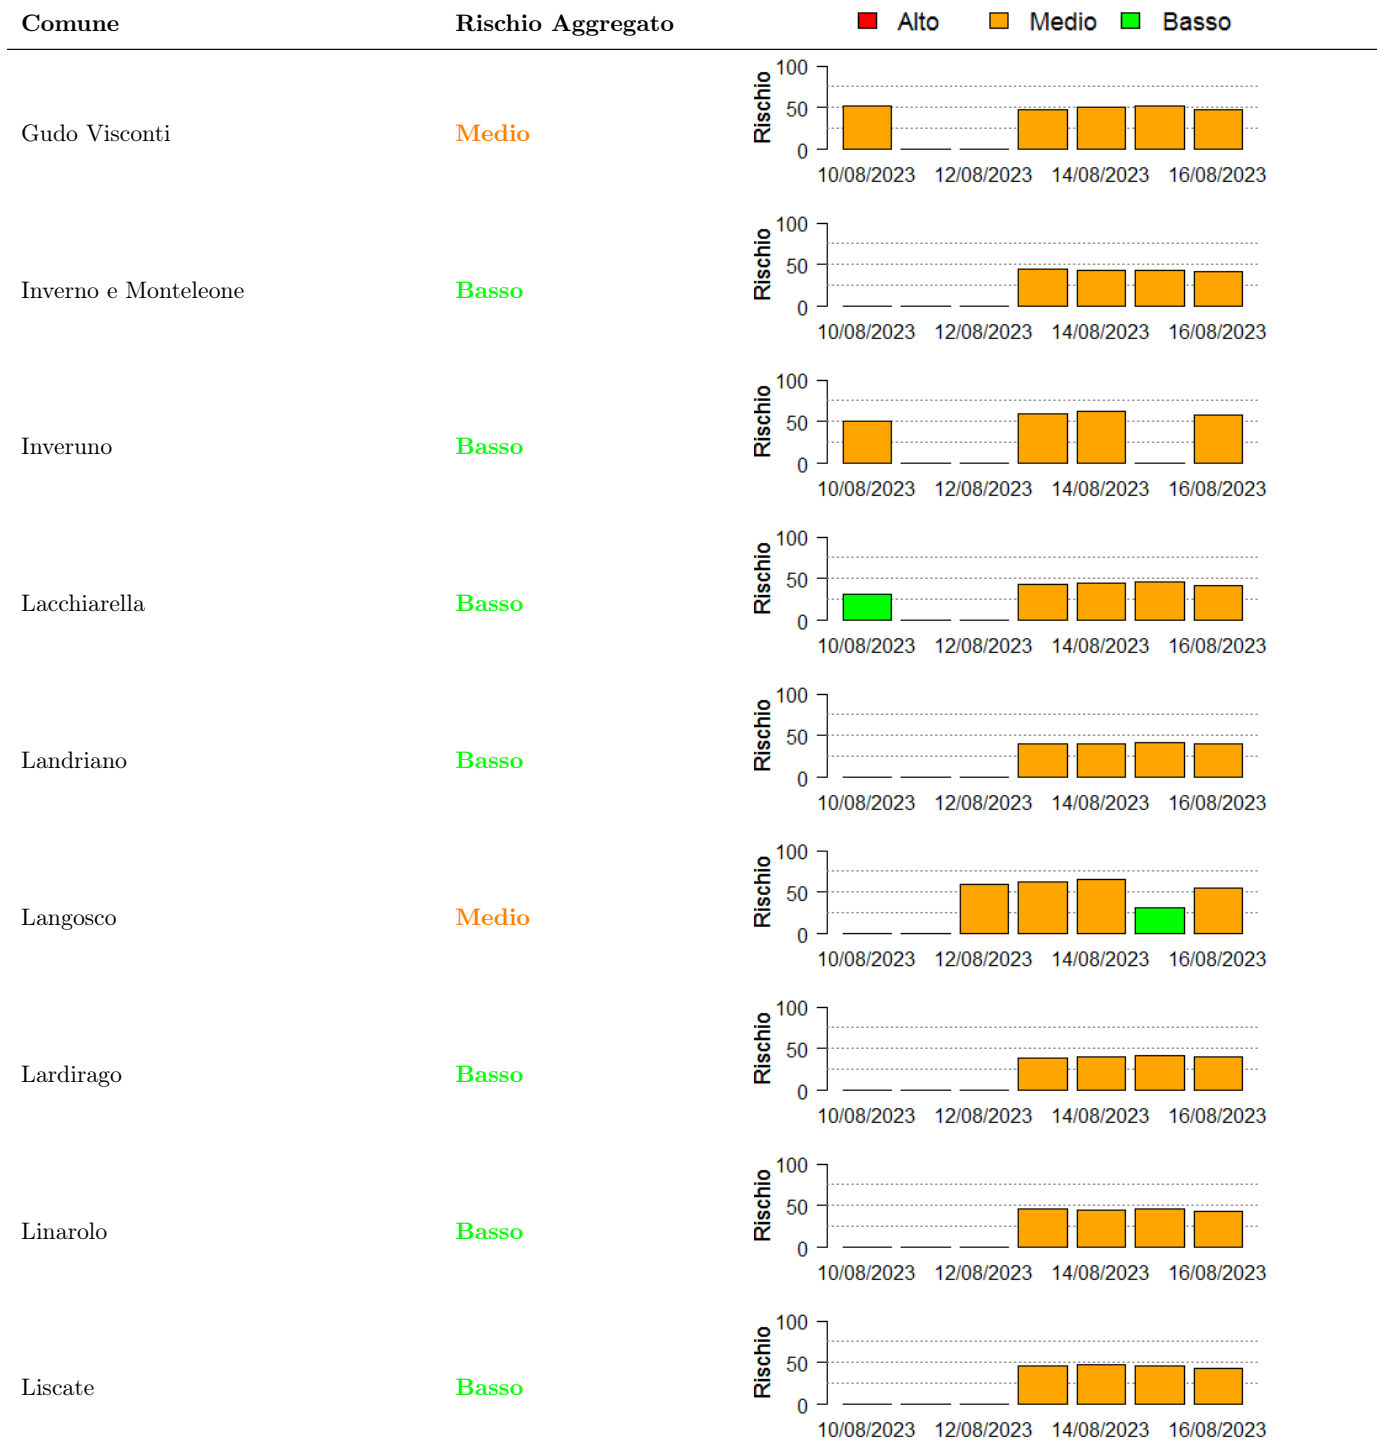 Comune Rischio Aggregato Alto Medio Basso
Gudo Visconti Medio
Rischio
100
50
0
10/08/2023 12/08/2023 14/08/2023 16/08/2023
Inverno e Monteleone Basso
Rischio
100
50
0
10/08/2023 12/08/2023 14/08/2023 16/08/2023
Inveruno Basso
Rischio
100
50
0
10/08/2023 12/08/2023 14/08/2023 16/08/2023
Lacchiarella Basso
Rischio
100
50
0
10/08/2023 12/08/2023 14/08/2023 16/08/2023
Landriano Basso
Rischio
100
50
0
10/08/2023 12/08/2023 14/08/2023 16/08/2023
Langosco Medio
Rischio
100
50
0
10/08/2023 12/08/2023 14/08/2023 16/08/2023
Lardirago Basso
Rischio
100
50
0
10/08/2023 12/08/2023 14/08/2023 16/08/2023
Linarolo Basso
Rischio
100
50
0
10/08/2023 12/08/2023 14/08/2023 16/08/2023
Liscate Basso
Rischio
100
50
0
10/08/2023 12/08/2023 14/08/2023 16/08/2023